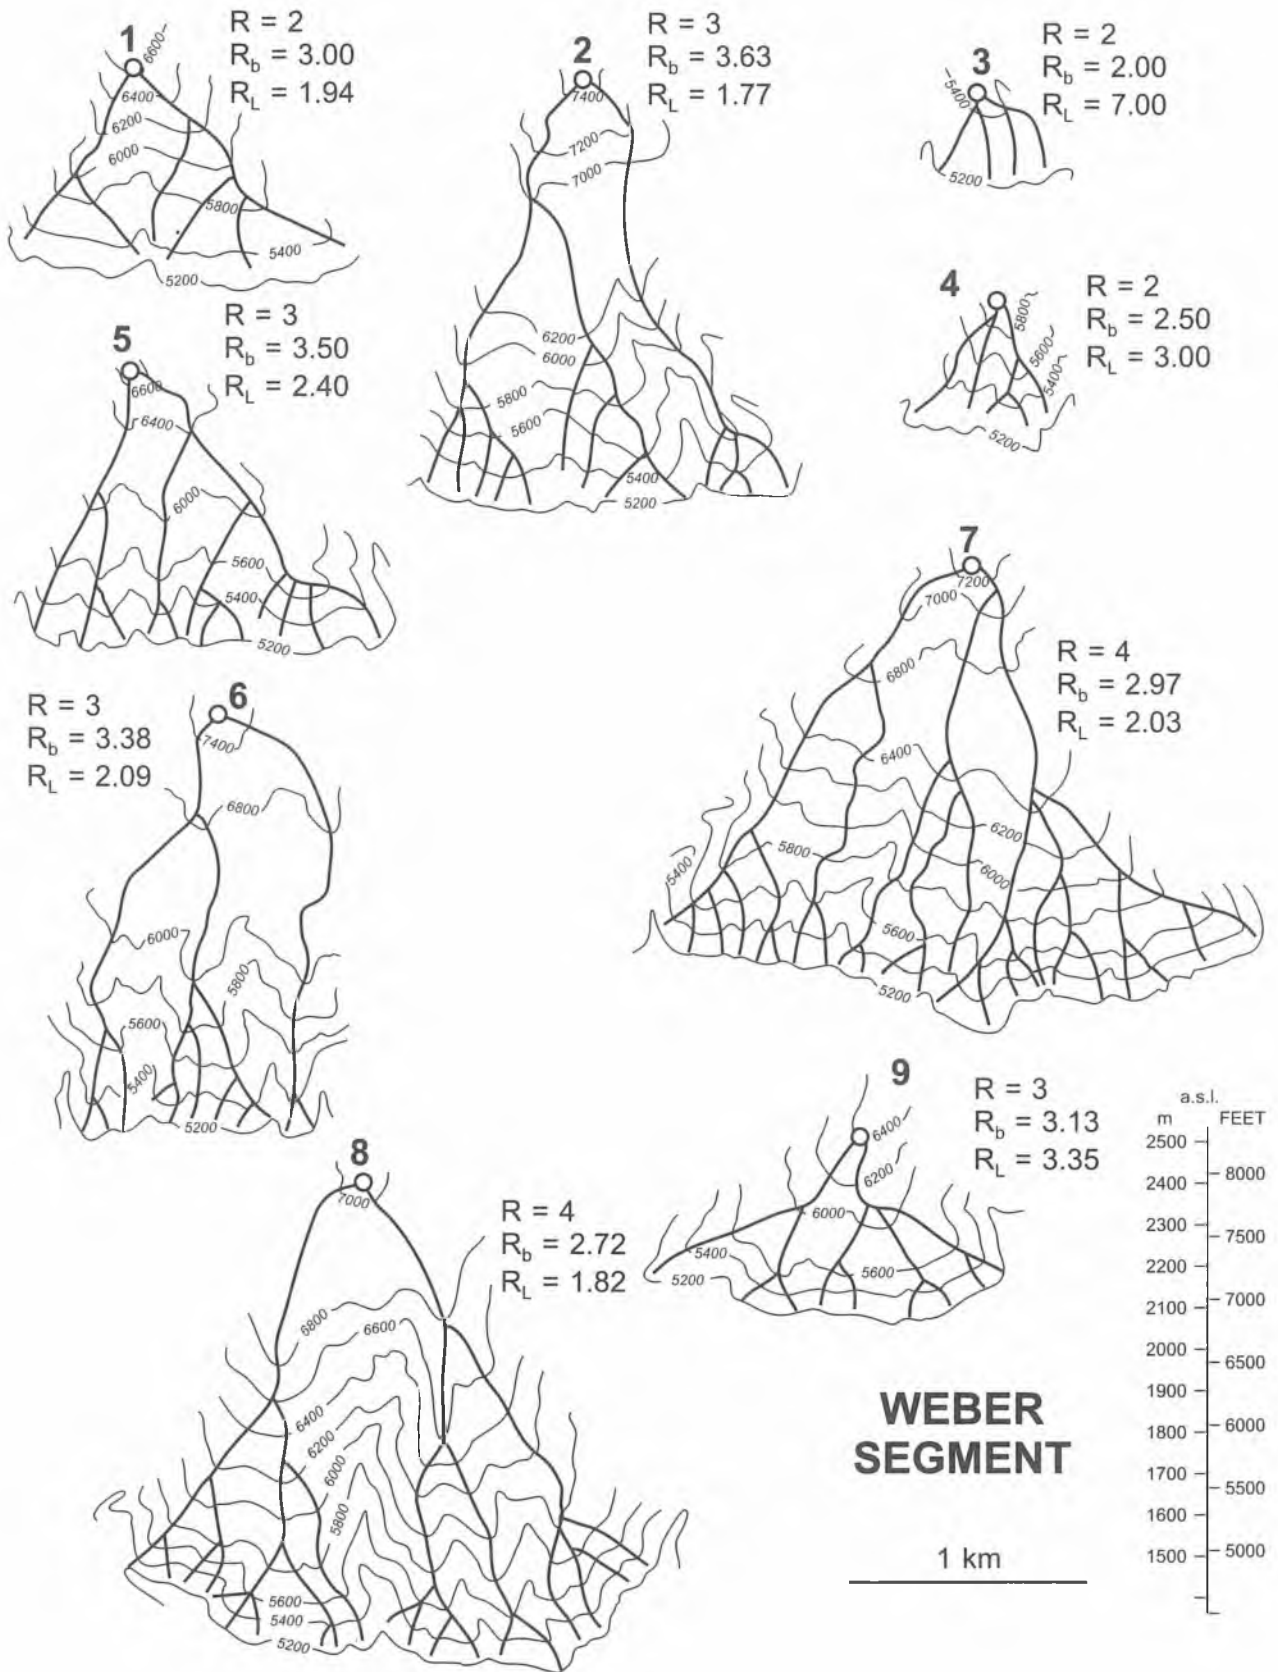 1
R = 2
Rb = 3.00
RL = 1.94
6600
6400
6200
6000
5800
5400
5200
2
R = 3
Rb = 3.63
RL = 1.77
7400
7200
7000
6200
6000
5800
5600
5400
5200
3
R = 2
Rb = 2.00
RL = 7.00
5400
5200
4
R = 2
Rb = 2.50
RL = 3.00
5800
5600
5400
5200
5
R = 3
Rb = 3.50
RL = 2.40
6600
6400
6000
5600
5400
5200
6
R = 3
Rb = 3.38
RL = 2.09
7400
6800
6000
5800
5600
5400
5200
7
R = 4
Rb = 2.97
RL = 2.03
7200
7000
6800
6400
6200
6000
5800
5400
5600
5200
8
R = 4
Rb = 2.72
RL = 1.82
7000
6800
6600
6400
6200
6000
5800
5600
5400
5200
9
R = 3
Rb = 3.13
RL = 3.35
6400
6200
6000
5400
5600
5200
a.s.l.
m FEET
2500
8000
2400
2300
7500
2200
2100
7000
2000
6500
1900
6000
1800
1700
5500
1600
1500
5000
WEBER
SEGMENT
1 km